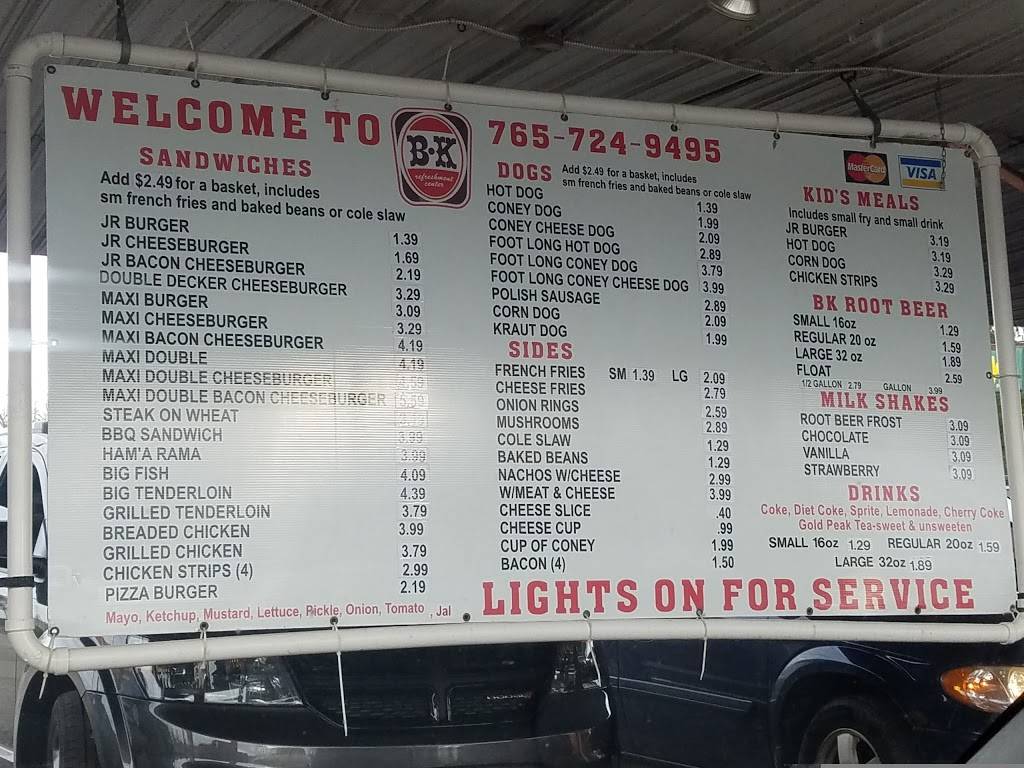 WELCOME TO
B·K
refreshment center
765-724-9495
SANDWICHES
Add $2.49 for a basket, includes
sm french fries and baked beans or cole slaw
JR BURGER 1.39
JR CHEESEBURGER 1.69
JR BACON CHEESEBURGER 2.19
DOUBLE DECKER CHEESEBURGER 3.29
MAXI BURGER 3.09
MAXI CHEESEBURGER 3.29
MAXI BACON CHEESEBURGER 4.19
MAXI DOUBLE 4.19
MAXI DOUBLE CHEESEBURGER
MAXI DOUBLE BACON CHEESEBURGER 5.59
STEAK ON WHEAT
BBQ SANDWICH 3.99
HAM'A RAMA 3.99
BIG FISH 4.09
BIG TENDERLOIN 4.39
GRILLED TENDERLOIN 3.79
BREADED CHICKEN 3.99
GRILLED CHICKEN 3.79
CHICKEN STRIPS (4) 2.99
PIZZA BURGER 2.19
Mayo, Ketchup, Mustard, Lettuce, Pickle, Onion, Tomato , Jal
DOGS Add $2.49 for a basket, includes
sm french fries and baked beans or cole slaw
HOT DOG 1.39
CONEY DOG 1.99
CONEY CHEESE DOG 2.09
FOOT LONG HOT DOG 2.89
FOOT LONG CONEY DOG 3.79
FOOT LONG CONEY CHEESE DOG 3.99
POLISH SAUSAGE 2.89
CORN DOG 2.09
KRAUT DOG 1.99
SIDES
FRENCH FRIES SM 1.39 LG 2.09
CHEESE FRIES 2.79
ONION RINGS 2.59
MUSHROOMS 2.89
COLE SLAW 1.29
BAKED BEANS 1.29
NACHOS W/CHEESE 2.99
W/MEAT & CHEESE 3.99
CHEESE SLICE .40
CHEESE CUP .99
CUP OF CONEY 1.99
BACON (4) 1.50
MasterCard VISA
KID'S MEALS
Includes small fry and small drink
JR BURGER 3.19
HOT DOG 3.19
CORN DOG 3.29
CHICKEN STRIPS 3.29
BK ROOT BEER
SMALL 16oz 1.29
REGULAR 20 oz 1.59
LARGE 32 oz 1.89
FLOAT 2.59
1/2 GALLON 2.79 GALLON 3.99
MILK SHAKES
ROOT BEER FROST 3.09
CHOCOLATE 3.09
VANILLA 3.09
STRAWBERRY 3.09
DRINKS
Coke, Diet Coke, Sprite, Lemonade, Cherry Coke
Gold Peak Tea-sweet & unsweeten
SMALL 16oz 1.29 REGULAR 20oz 1.59
LARGE 32oz 1.89
LIGHTS ON FOR SERVICE